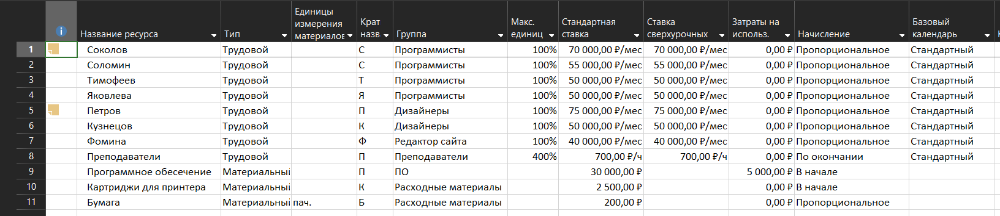 Название ресурса Тип Единицы измерения материалов Крат назв Группа Макс. единиц Стандартная ставка Ставка сверхурочных Затраты на использ. Начисление Базовый календарь
1 Соколов Трудовой С Программисты 100% 70 000,00 ₽/мес 70 000,00 ₽/мес 0,00 ₽ Пропорциональное Стандартный
2 Соломин Трудовой С Программисты 100% 55 000,00 ₽/мес 55 000,00 ₽/мес 0,00 ₽ Пропорциональное Стандартный
3 Тимофеев Трудовой Т Программисты 100% 50 000,00 ₽/мес 50 000,00 ₽/мес 0,00 ₽ Пропорциональное Стандартный
4 Яковлева Трудовой Я Программисты 100% 50 000,00 ₽/мес 50 000,00 ₽/мес 0,00 ₽ Пропорциональное Стандартный
5 Петров Трудовой П Дизайнеры 100% 75 000,00 ₽/мес 75 000,00 ₽/мес 0,00 ₽ Пропорциональное Стандартный
6 Кузнецов Трудовой К Дизайнеры 100% 50 000,00 ₽/мес 50 000,00 ₽/мес 0,00 ₽ Пропорциональное Стандартный
7 Фомина Трудовой Ф Редактор сайта 100% 40 000,00 ₽/мес 40 000,00 ₽/мес 0,00 ₽ Пропорциональное Стандартный
8 Преподаватели Трудовой П Преподаватели 400% 700,00 ₽/ч 700,00 ₽/ч 0,00 ₽ По окончании Стандартный
9 Программное обесечение Материальный П ПО 30 000,00 ₽ 5 000,00 ₽ В начале
10 Картриджи для принтера Материальный К Расходные материалы 2 500,00 ₽ 0,00 ₽ В начале
11 Бумага Материальный пач. Б Расходные материалы 200,00 ₽ 0,00 ₽ Пропорциональное